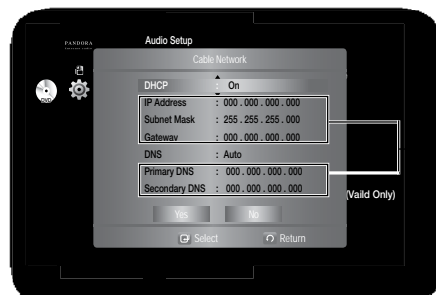 PANDORA
Audio Setup
Cable Network
DHCP : On
IP Address : 000 . 000 . 000 . 000
Subnet Mask : 255 . 255 . 255 . 000
Gateway : 000 . 000 . 000 . 000
DNS : Auto
Primary DNS : 000 . 000 . 000 . 000
Secondary DNS : 000 . 000 . 000 . 000
(Vaild Only)
Yes No
Select Return
DVD